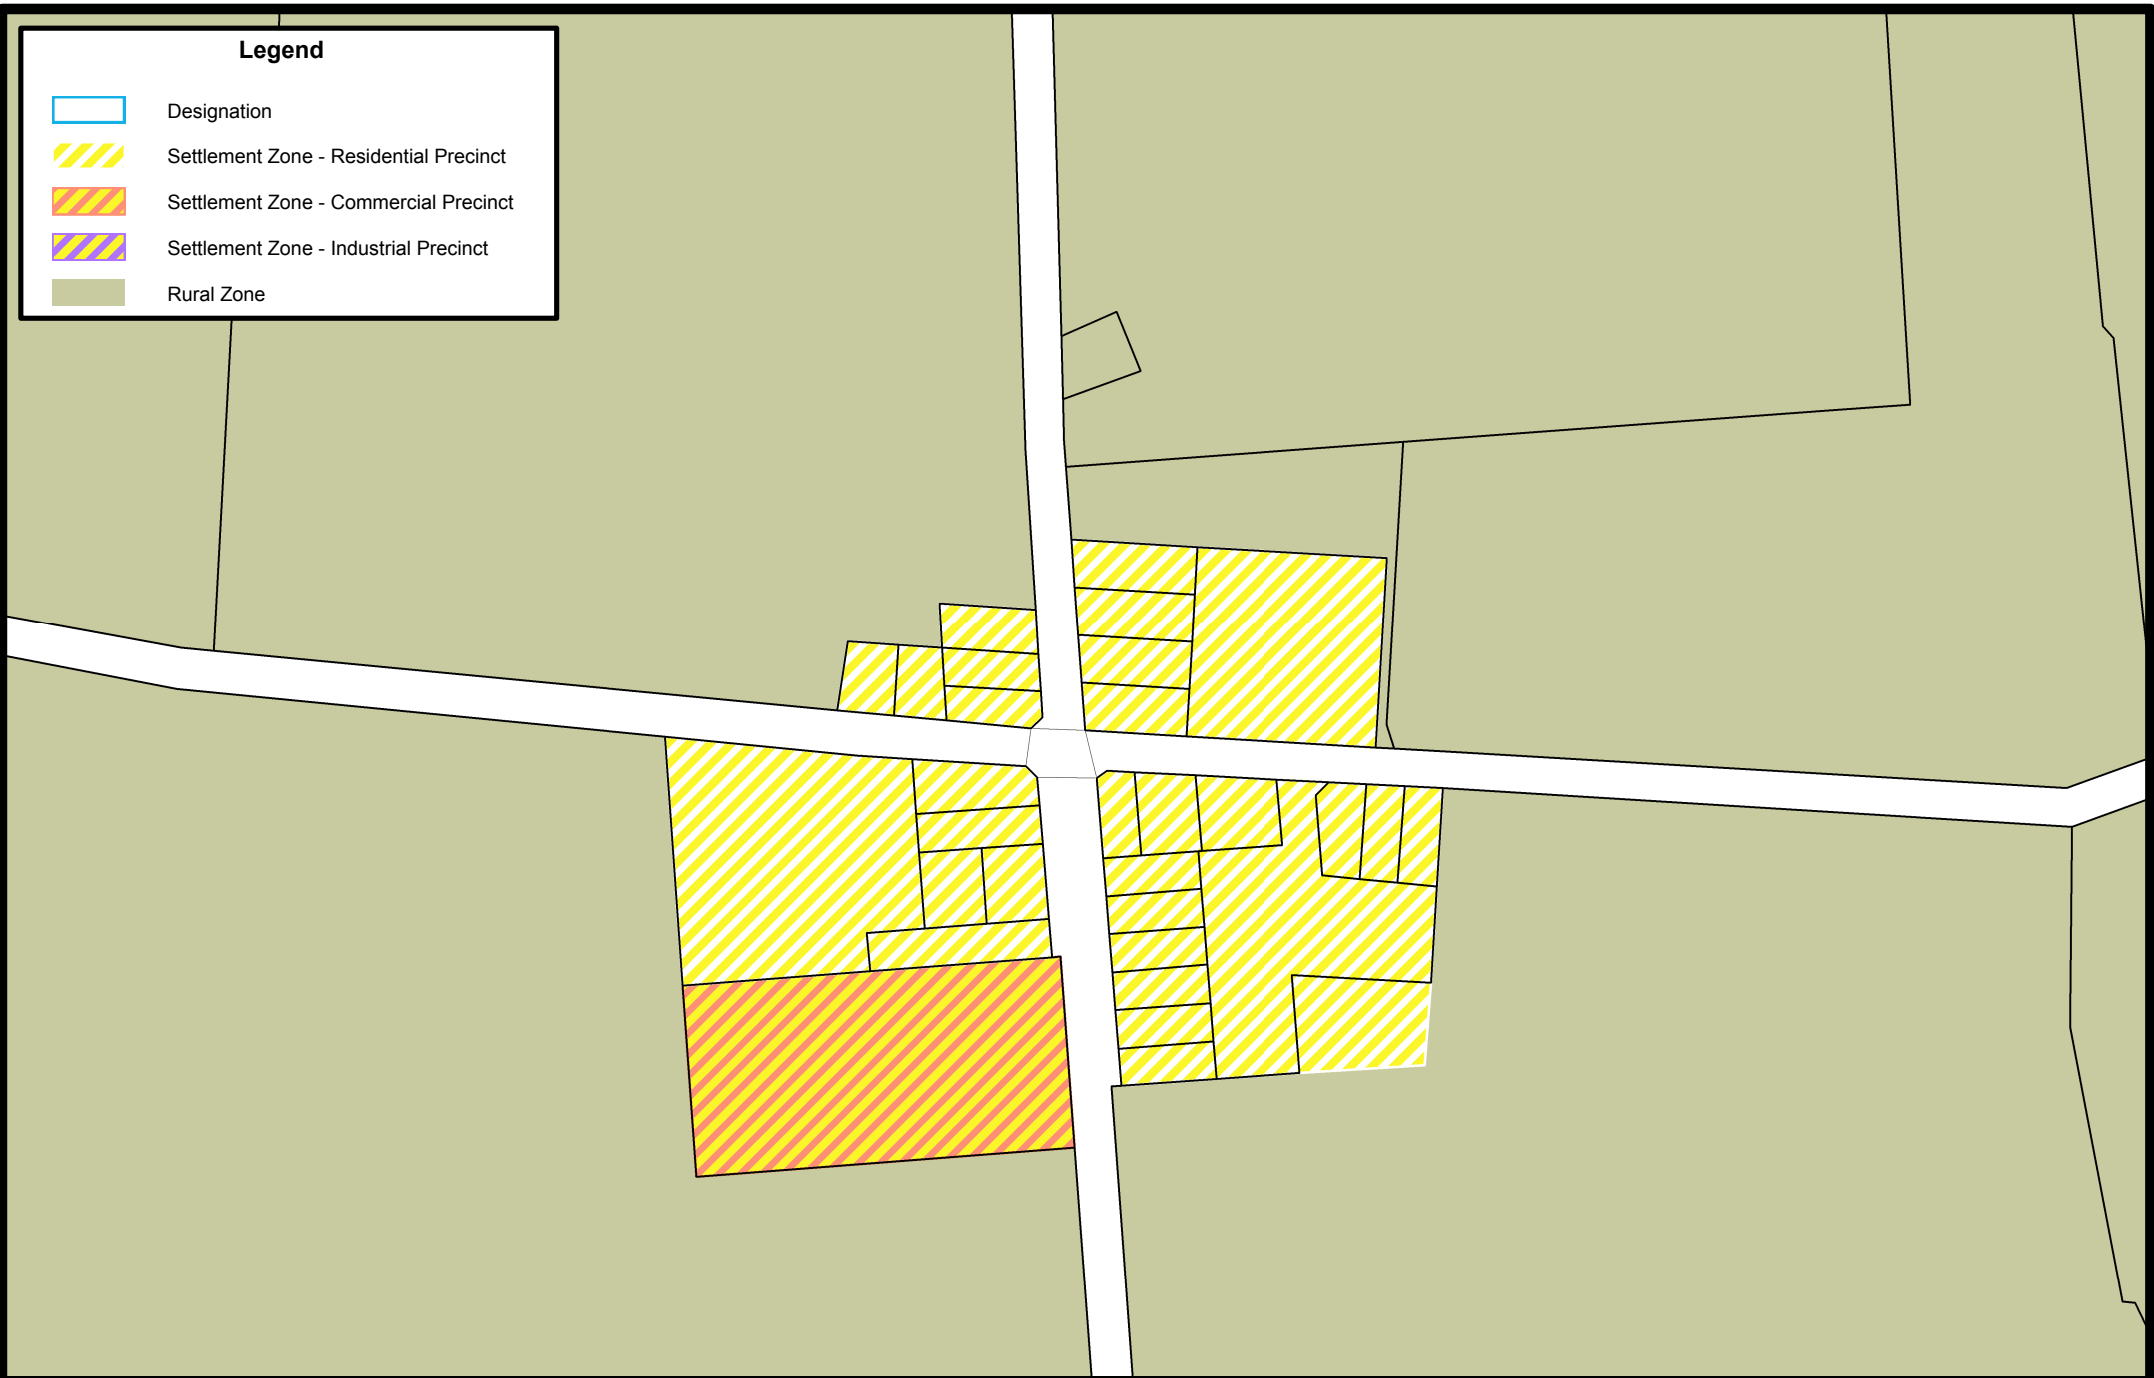 Legend
Designation
Settlement Zone - Residential Precinct
Settlement Zone - Commercial Precinct
Settlement Zone - Industrial Precinct
Rural Zone